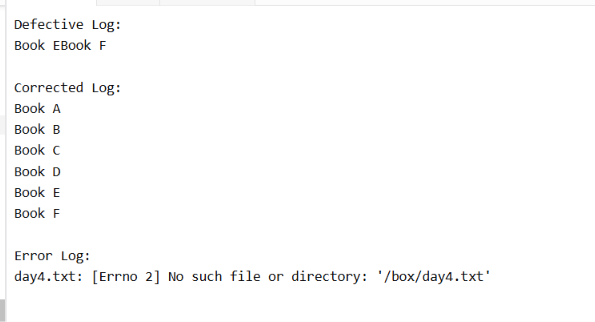 Defective Log:
Book EBook F
Corrected Log:
Book A
Book B
Book C
Book D
Book E
Book F
Error Log:
day4.txt: [Errno 2] No such file or directory: '/box/day4.txt'